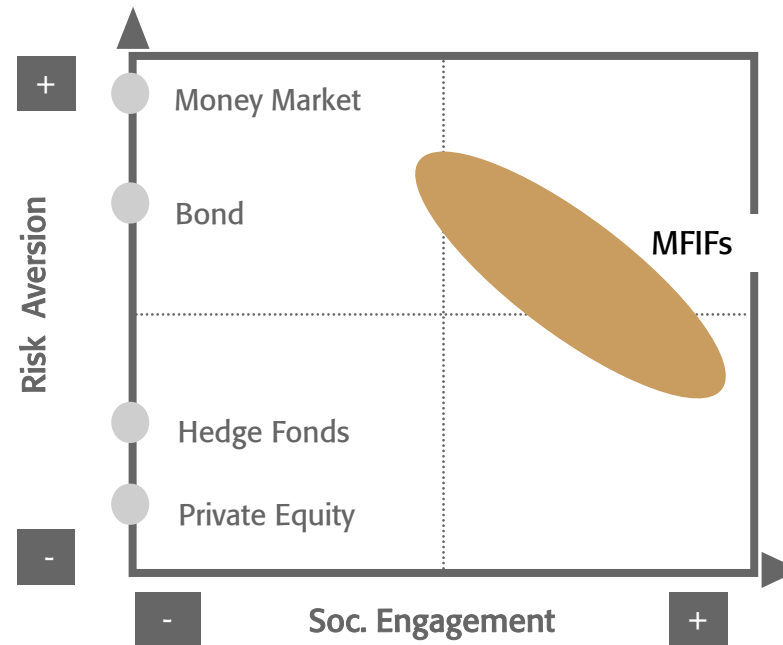 +
Money Market
Bond
MFIFs
Risk Aversion
Hedge Fonds
Private Equity
-
-
Soc. Engagement
+